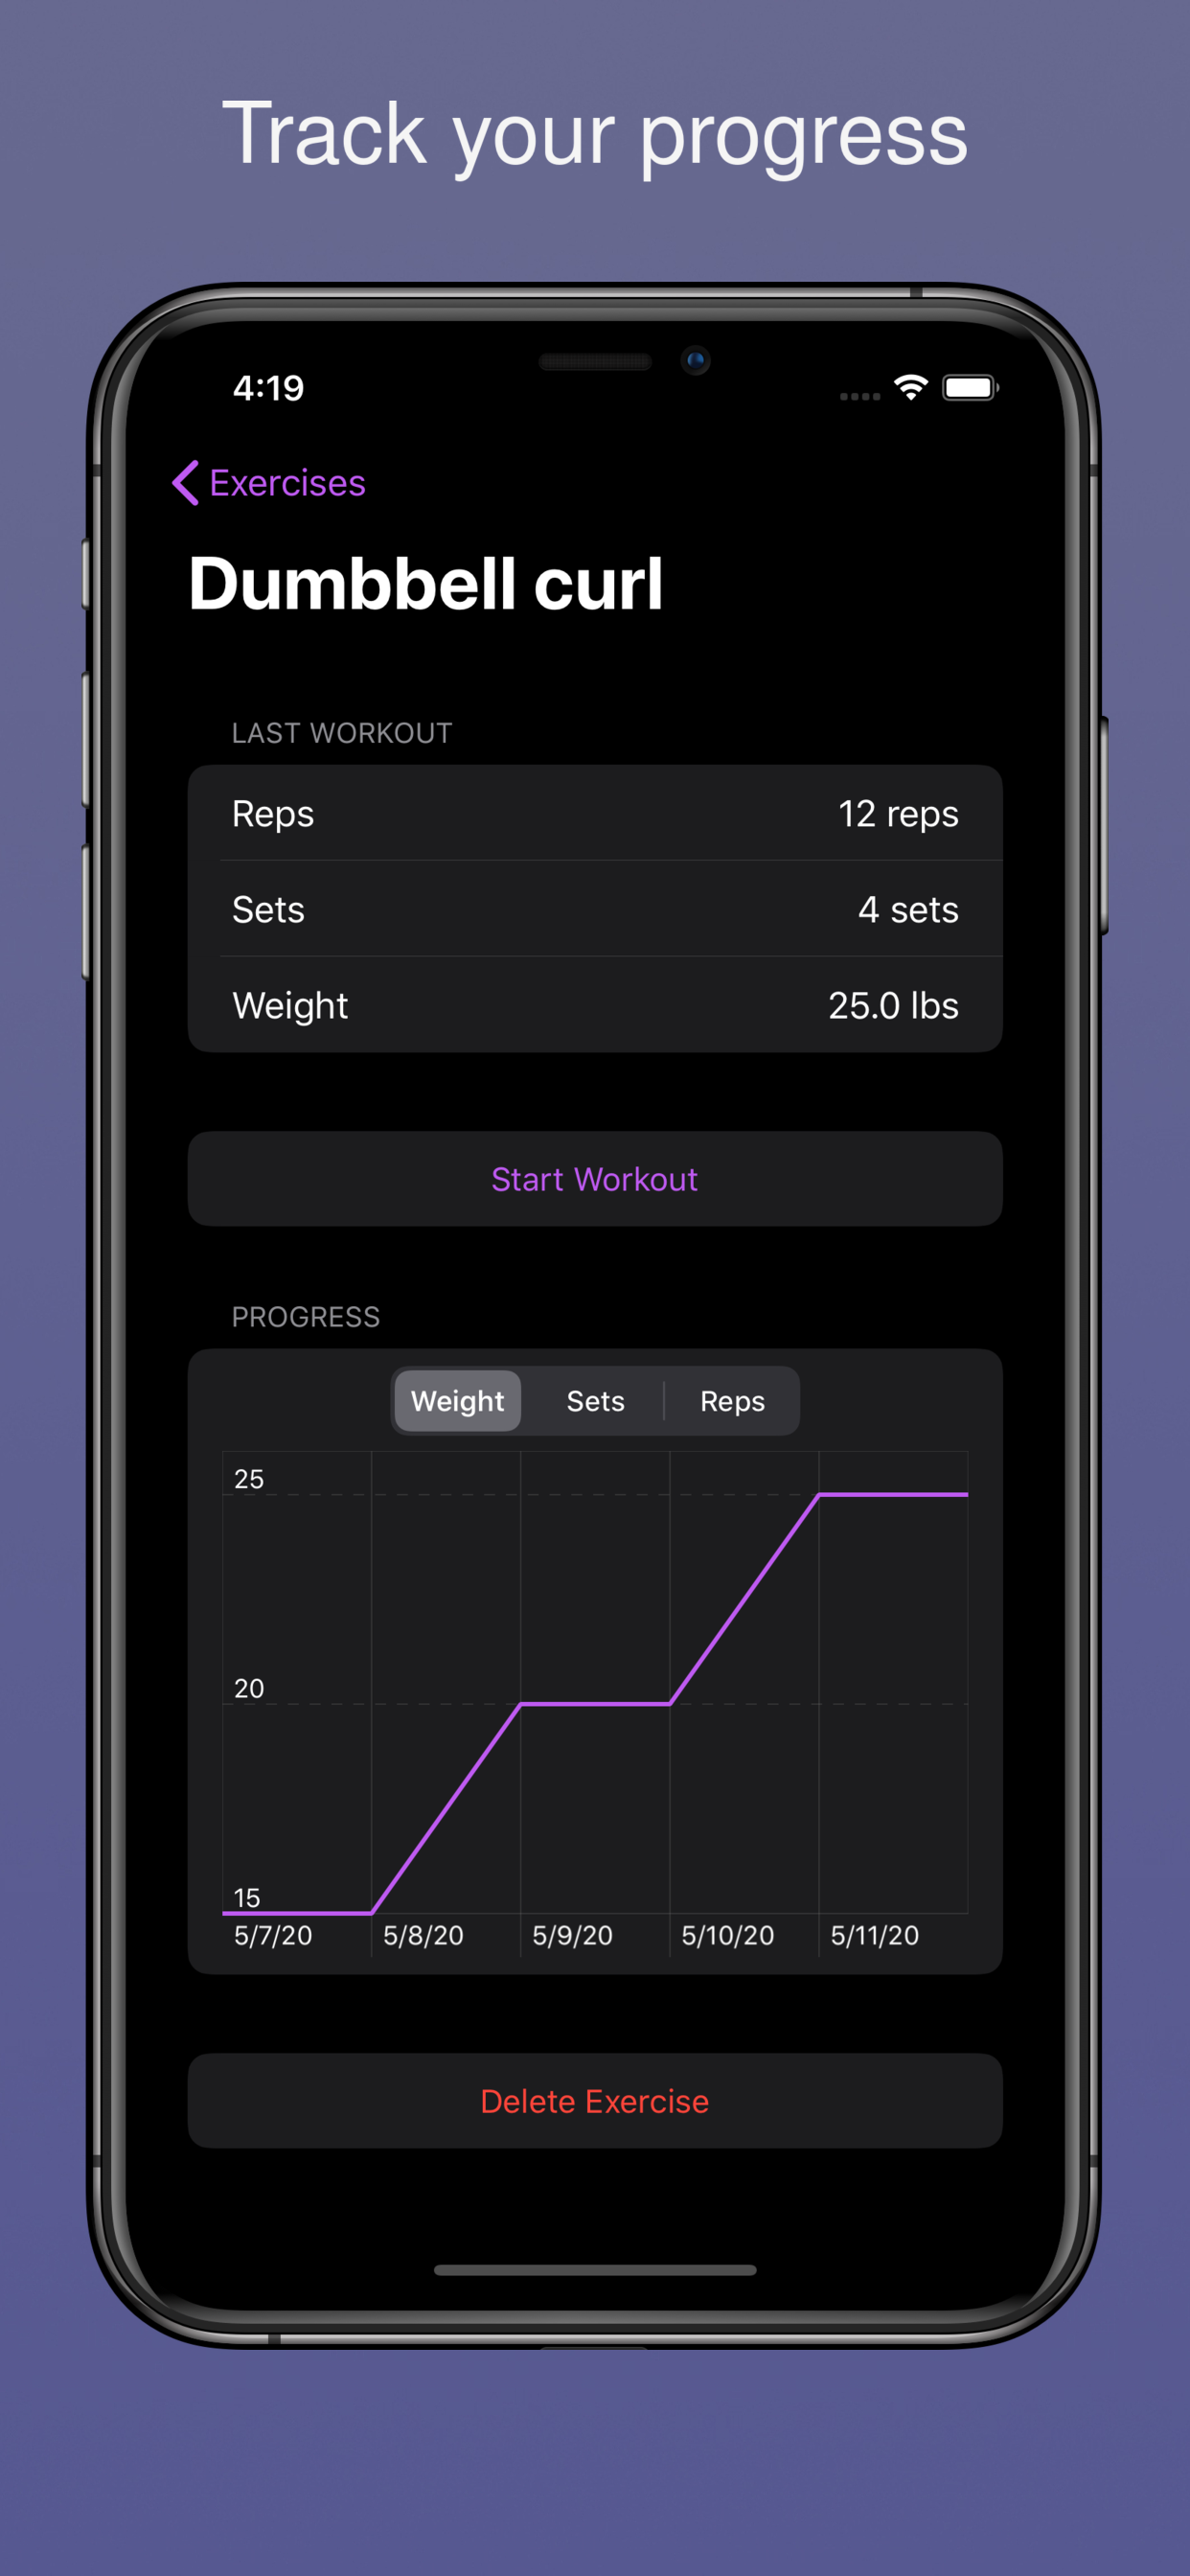 Track your progress
4:19
Exercises
Dumbbell curl
LAST WORKOUT
Reps 12 reps
Sets 4 sets
Weight 25.0 lbs
Start Workout
PROGRESS
Weight Sets Reps
25
20
15
5/7/20 5/8/20 5/9/20 5/10/20 5/11/20
Delete Exercise